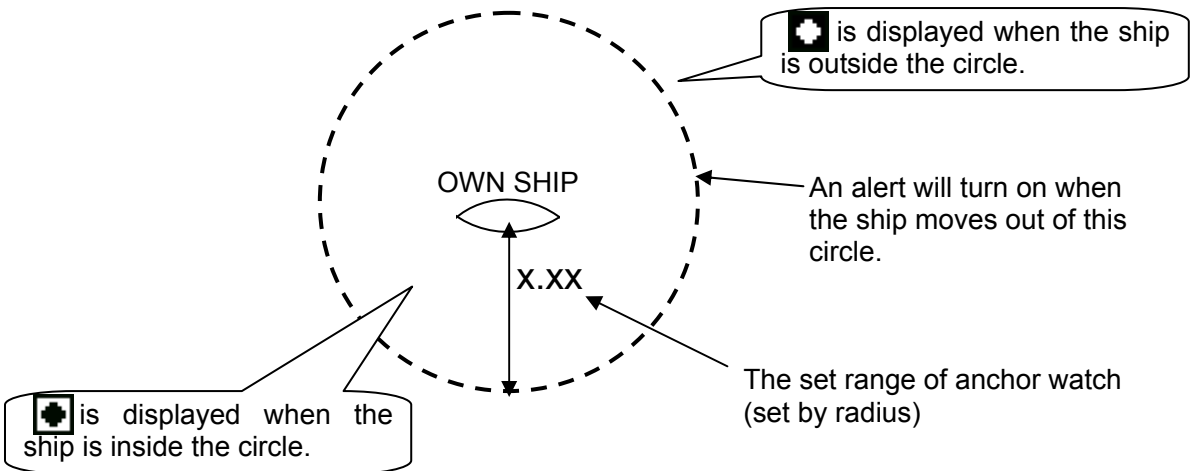 is displayed when the ship
is outside the circle.
OWN SHIP
An alert will turn on when
the ship moves out of this
circle.
x.xx
The set range of anchor watch
(set by radius)
is displayed when the
ship is inside the circle.